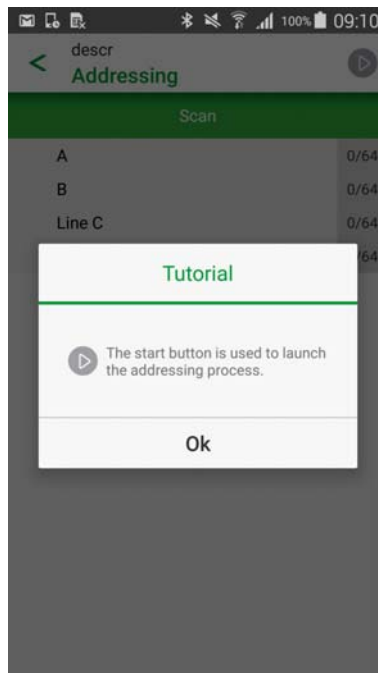 100% 09:10
descr
Addressing
Scan
A 0/64
B 0/64
Line C 0/64
/64
Tutorial
The start button is used to launch
the addressing process.
Ok